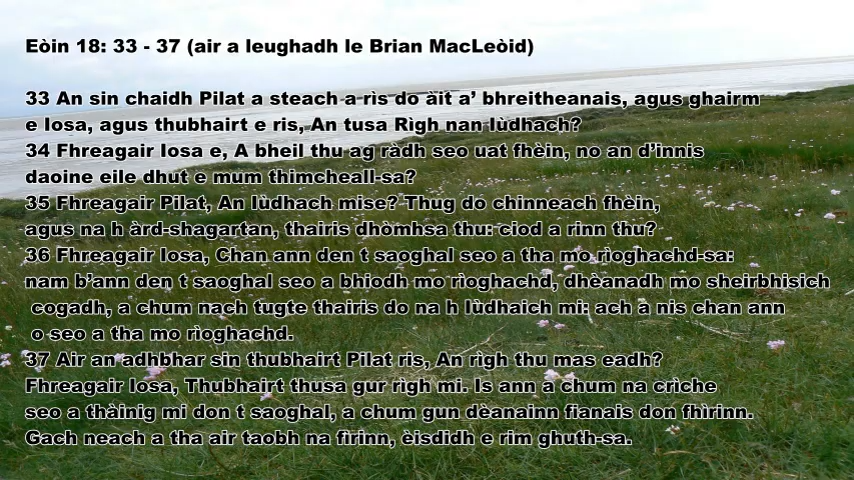 Eòin 18: 33 - 37 (air a leughadh le Brian MacLeòid)
33 An sin chaidh Pilat a steach a rìs do àit a’ bhreitheanais, agus ghairm
e Iosa, agus thubhairt e ris, An tusa Rìgh nan Iùdhach?
34 Fhreagair Iosa e, A bheil thu ag ràdh seo uat fhèin, no an d’innis
daoine eile dhut e mum thimcheall-sa?
35 Fhreagair Pilat, An Iùdhach mise? Thug do chinneach fhèin,
agus na h àrd-shagartan, thairis dhòmhsa thu: ciod a rinn thu?
36 Fhreagair Iosa, Chan ann den t saoghal seo a tha mo rìoghachd-sa:
nam b’ann den t saoghal seo a bhiodh mo rìoghachd, dhèanadh mo sheirbhisich
cogadh, a chum nach tugte thairis do na h Iùdhaich mi: ach a nis chan ann
o seo a tha mo rìoghachd.
37 Air an adhbhar sin thubhairt Pilat ris, An rìgh thu mas eadh?
Fhreagair Iosa, Thubhairt thusa gur rìgh mi. Is ann a chum na crìche
seo a thàinig mi don t saoghal, a chum gun dèanainn fianais don fhìrinn.
Gach neach a tha air taobh na fìrinn, èisdidh e rim ghuth-sa.